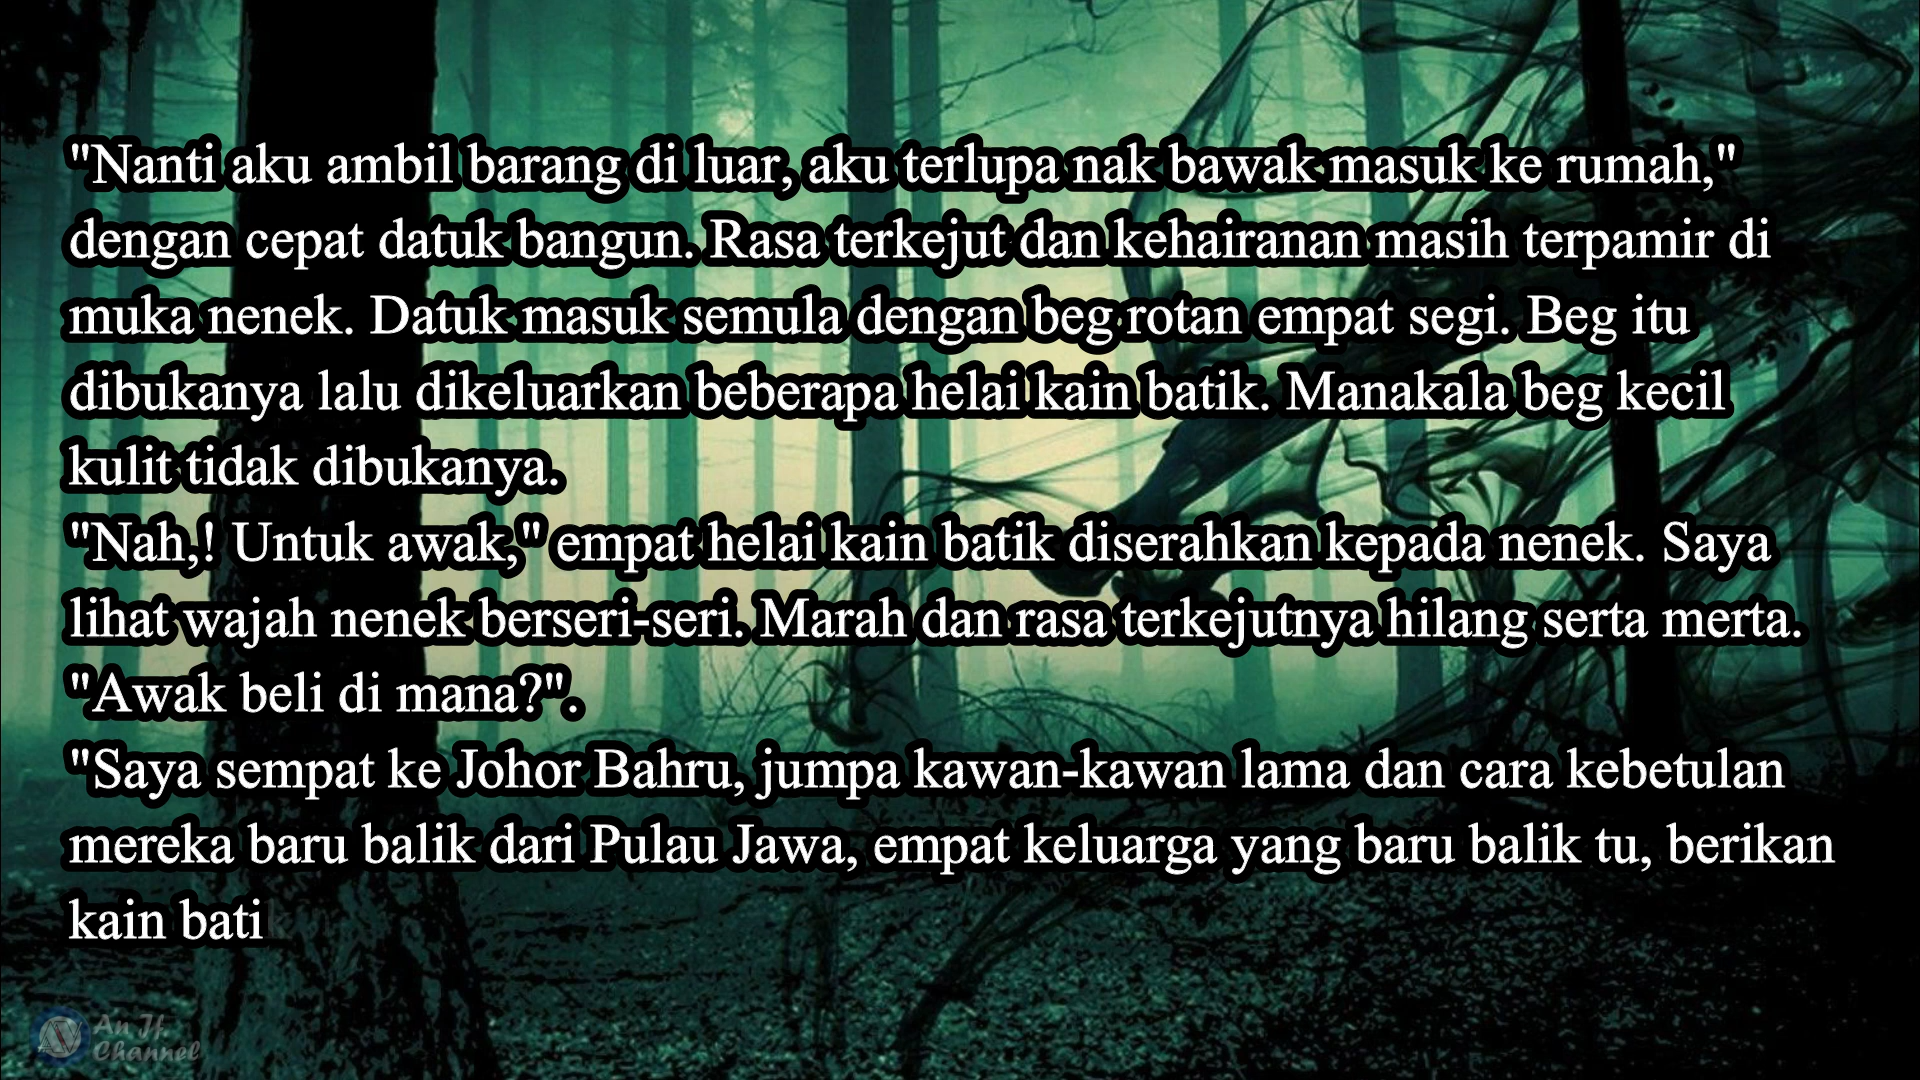 "Nanti aku ambil barang di luar, aku terlupa nak bawak masuk ke rumah,"
dengan cepat datuk bangun. Rasa terkejut dan kehairanan masih terpamir di
muka nenek. Datuk masuk semula dengan beg rotan empat segi. Beg itu
dibukanya lalu dikeluarkan beberapa helai kain batik. Manakala beg kecil
kulit tidak dibukanya.
"Nah,! Untuk awak," empat helai kain batik diserahkan kepada nenek. Saya
lihat wajah nenek berseri-seri. Marah dan rasa terkejutnya hilang serta merta.
"Awak beli di mana?".
"Saya sempat ke Johor Bahru, jumpa kawan-kawan lama dan cara kebetulan
mereka baru balik dari Pulau Jawa, empat keluarga yang baru balik tu, berikan
kain batik
An Jf.
Channel